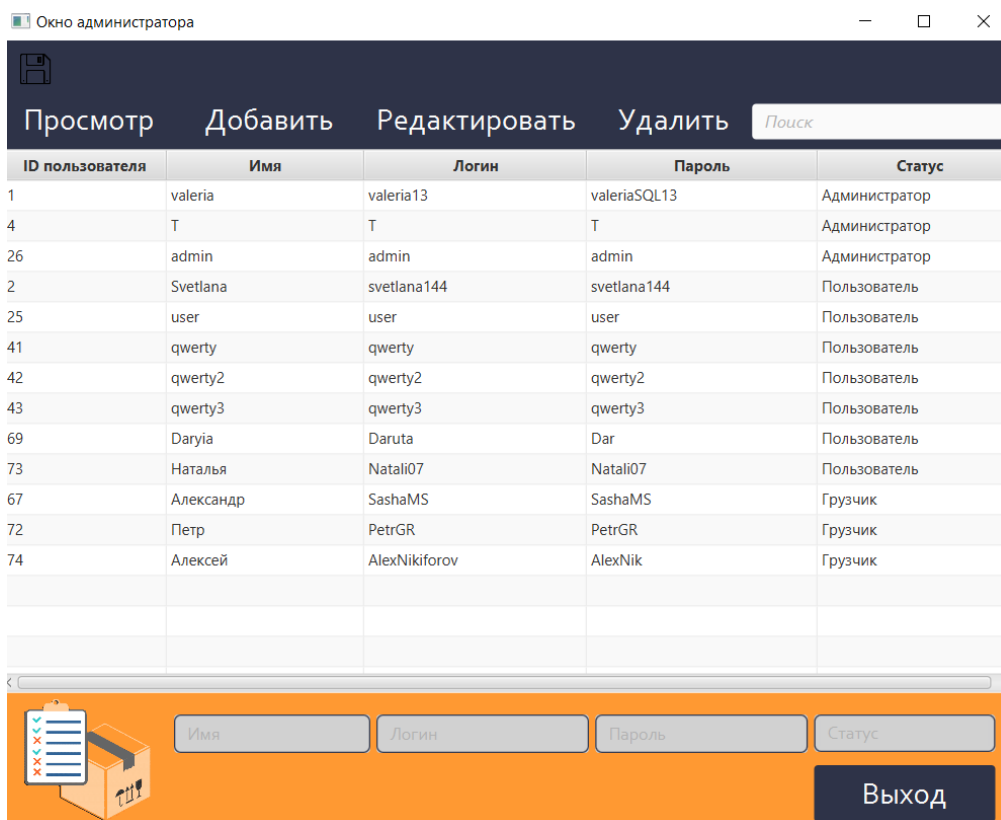 Окно администратора
Просмотр Добавить Редактировать Удалить Поиск
ID пользователя Имя Логин Пароль Статус
1 valeria valeria13 valeriaSQL13 Администратор
4 T T T Администратор
26 admin admin admin Администратор
2 Svetlana svetlana144 svetlana144 Пользователь
25 user user user Пользователь
41 qwerty qwerty qwerty Пользователь
42 qwerty2 qwerty2 qwerty2 Пользователь
43 qwerty3 qwerty3 qwerty3 Пользователь
69 Daryia Daruta Dar Пользователь
73 Наталья Natali07 Natali07 Пользователь
67 Александр SashaMS SashaMS Грузчик
72 Петр PetrGR PetrGR Грузчик
74 Алексей AlexNikiforov AlexNik Грузчик
Имя Логин Пароль Статус
Выход